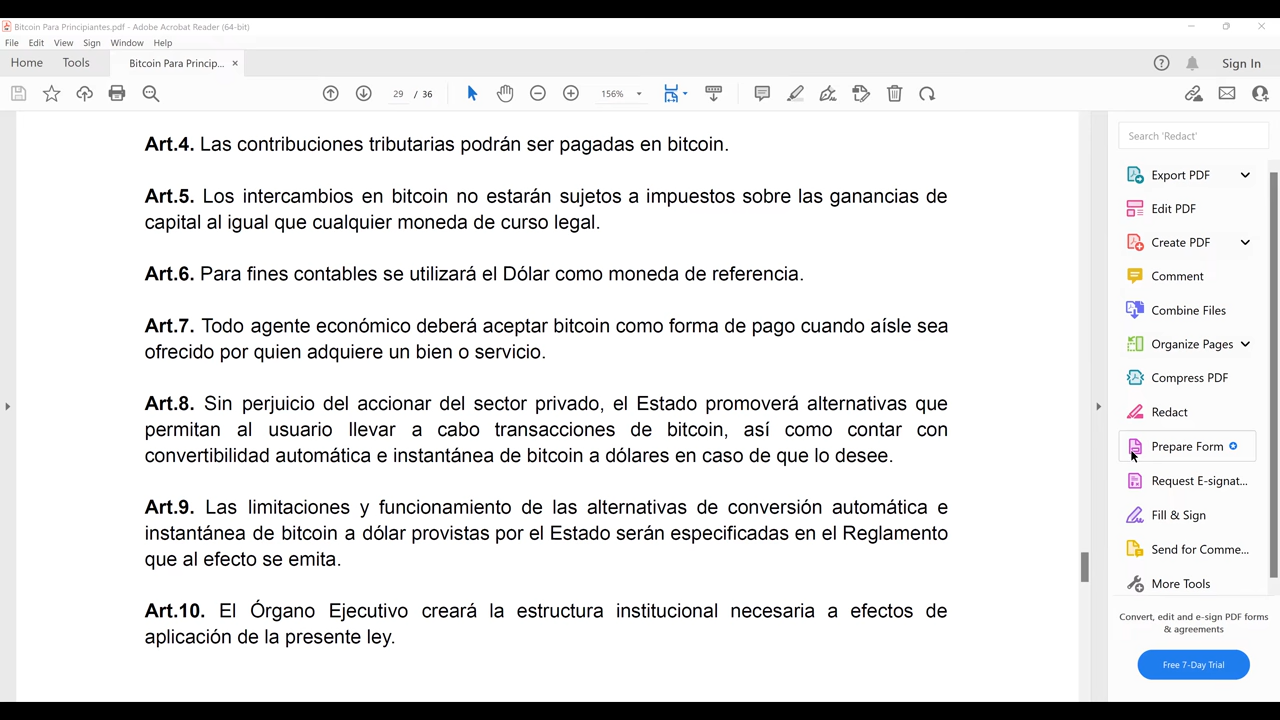 Bitcoin Para Principiantes.pdf - Adobe Acrobat Reader (64-bit)
File Edit View Sign Window Help
Home Tools Bitcoin Para Princip... × Sign In
29 / 36 156%
Art.4. Las contribuciones tributarias podrán ser pagadas en bitcoin.
Art.5. Los intercambios en bitcoin no estarán sujetos a impuestos sobre las ganancias de
capital al igual que cualquier moneda de curso legal.
Art.6. Para fines contables se utilizará el Dólar como moneda de referencia.
Art.7. Todo agente económico deberá aceptar bitcoin como forma de pago cuando aísle sea
ofrecido por quien adquiere un bien o servicio.
Art.8. Sin perjuicio del accionar del sector privado, el Estado promoverá alternativas que
permitan al usuario llevar a cabo transacciones de bitcoin, así como contar con
convertibilidad automática e instantánea de bitcoin a dólares en caso de que lo desee.
Art.9. Las limitaciones y funcionamiento de las alternativas de conversión automática e
instantánea de bitcoin a dólar provistas por el Estado serán especificadas en el Reglamento
que al efecto se emita.
Art.10. El Órgano Ejecutivo creará la estructura institucional necesaria a efectos de
aplicación de la presente ley.
Search 'Redact'
Export PDF
Edit PDF
Create PDF
Comment
Combine Files
Organize Pages
Compress PDF
Redact
Prepare Form
Request E-signat...
Fill & Sign
Send for Comme...
More Tools
Convert, edit and e-sign PDF forms
& agreements
Free 7-Day Trial